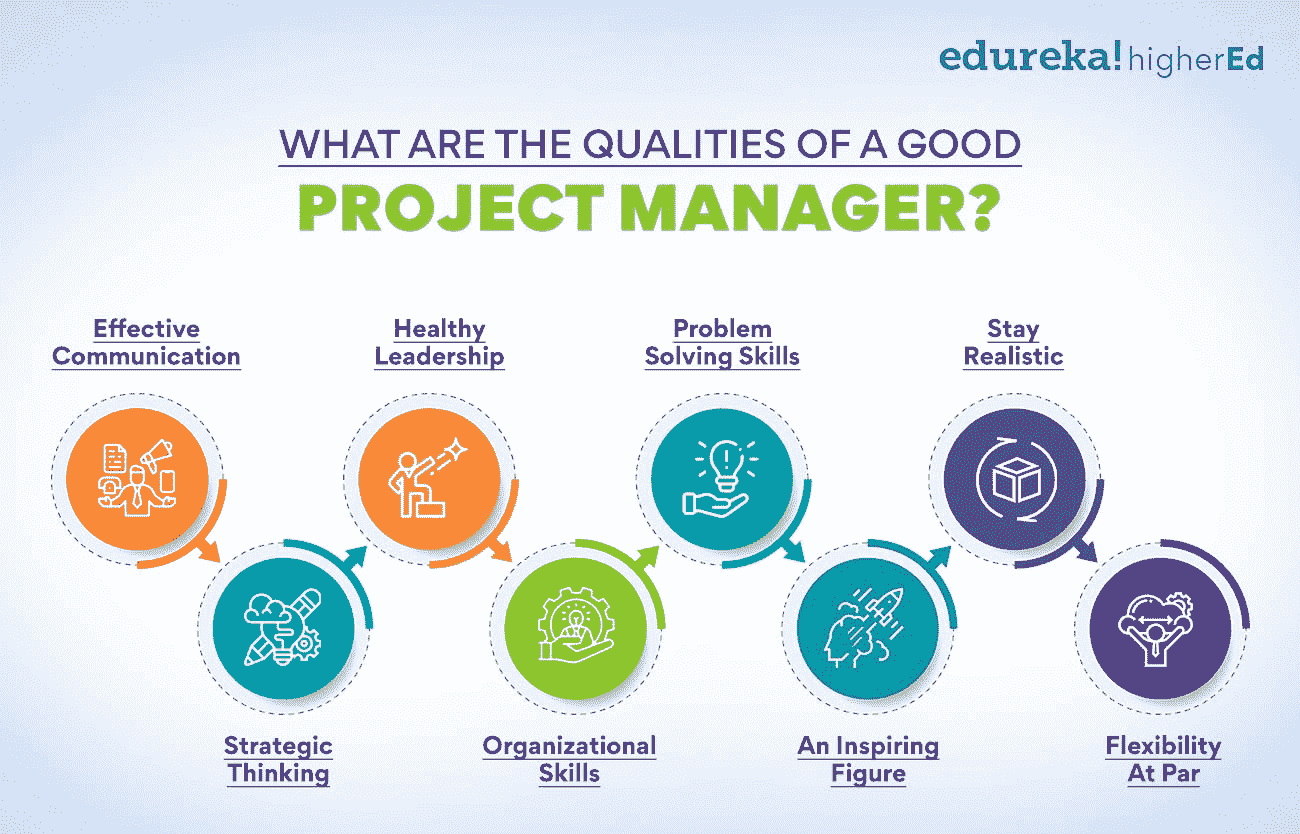 edureka! higherEd
WHAT ARE THE QUALITIES OF A GOOD
PROJECT MANAGER?
Effective
Communication
Strategic
Thinking
Healthy
Leadership
Organizational
Skills
Problem
Solving Skills
An Inspiring
Figure
Stay
Realistic
Flexibility
At Par